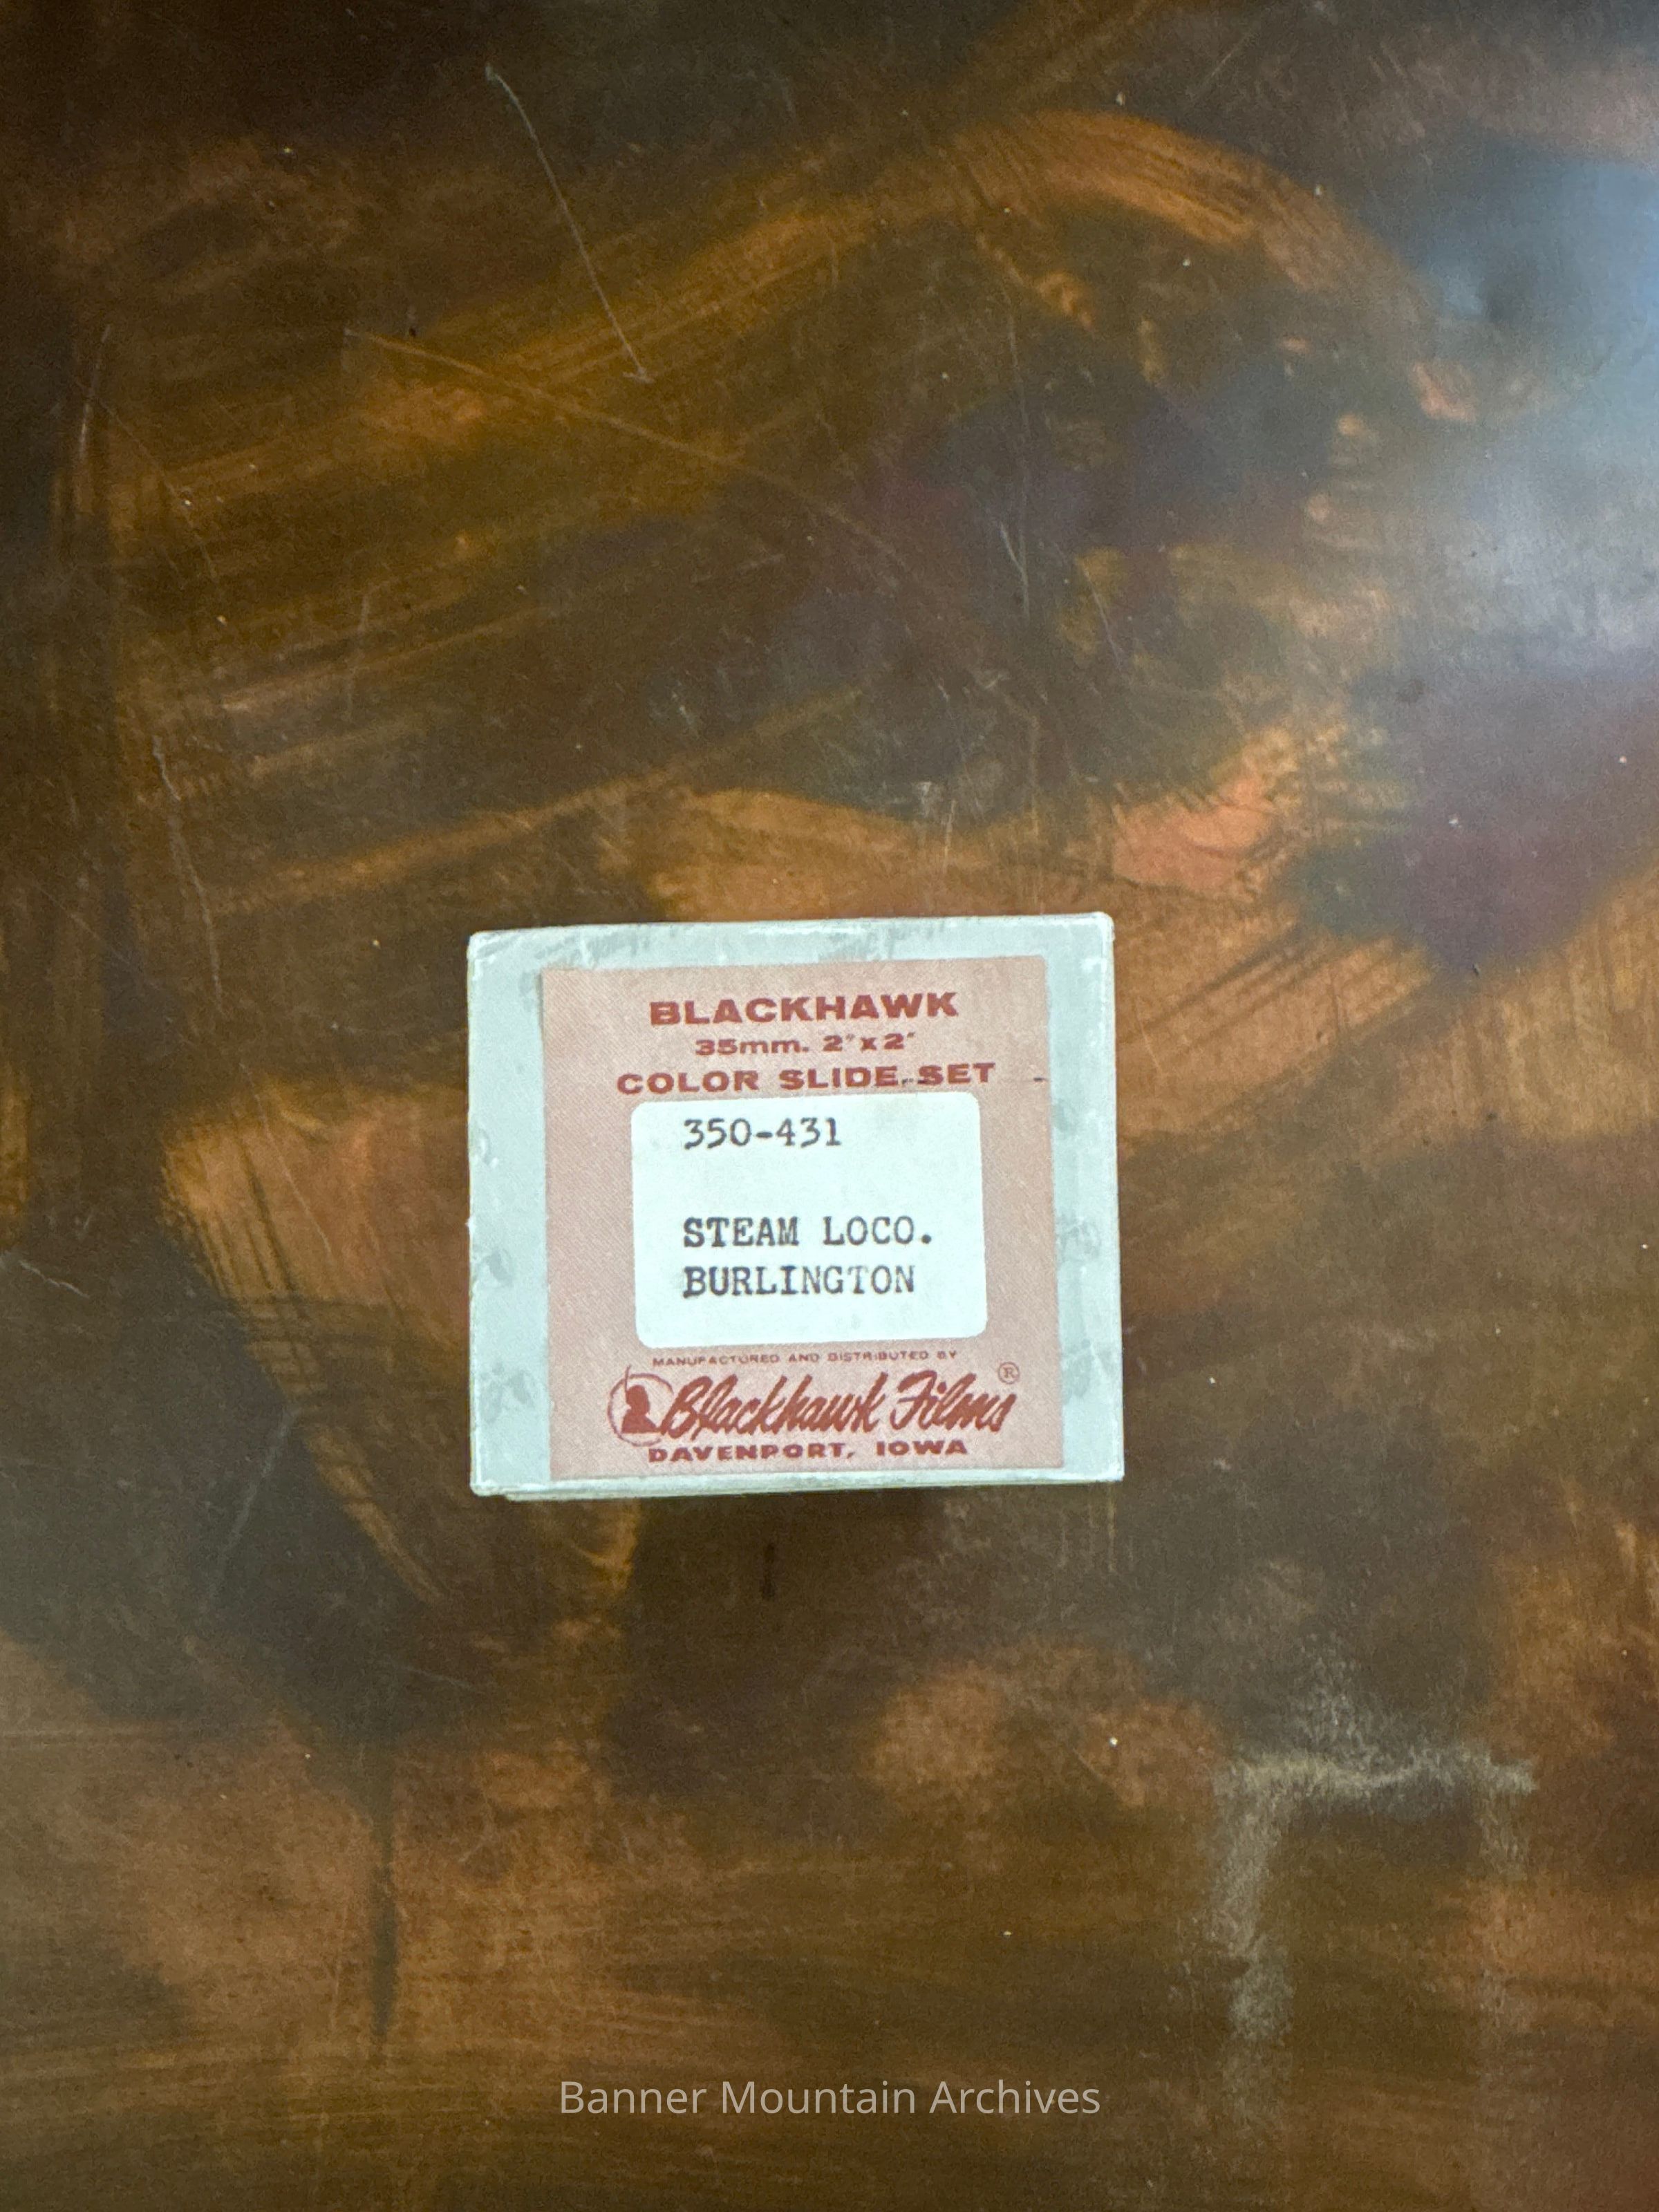 BLACKHAWK
35mm. 2"x2"
COLOR SLIDE SET
350-431
STEAM LOCO.
BURLINGTON
MANUFACTURED AND DISTRIBUTED BY
Blackhawk Films ®
DAVENPORT, IOWA
Banner Mountain Archives